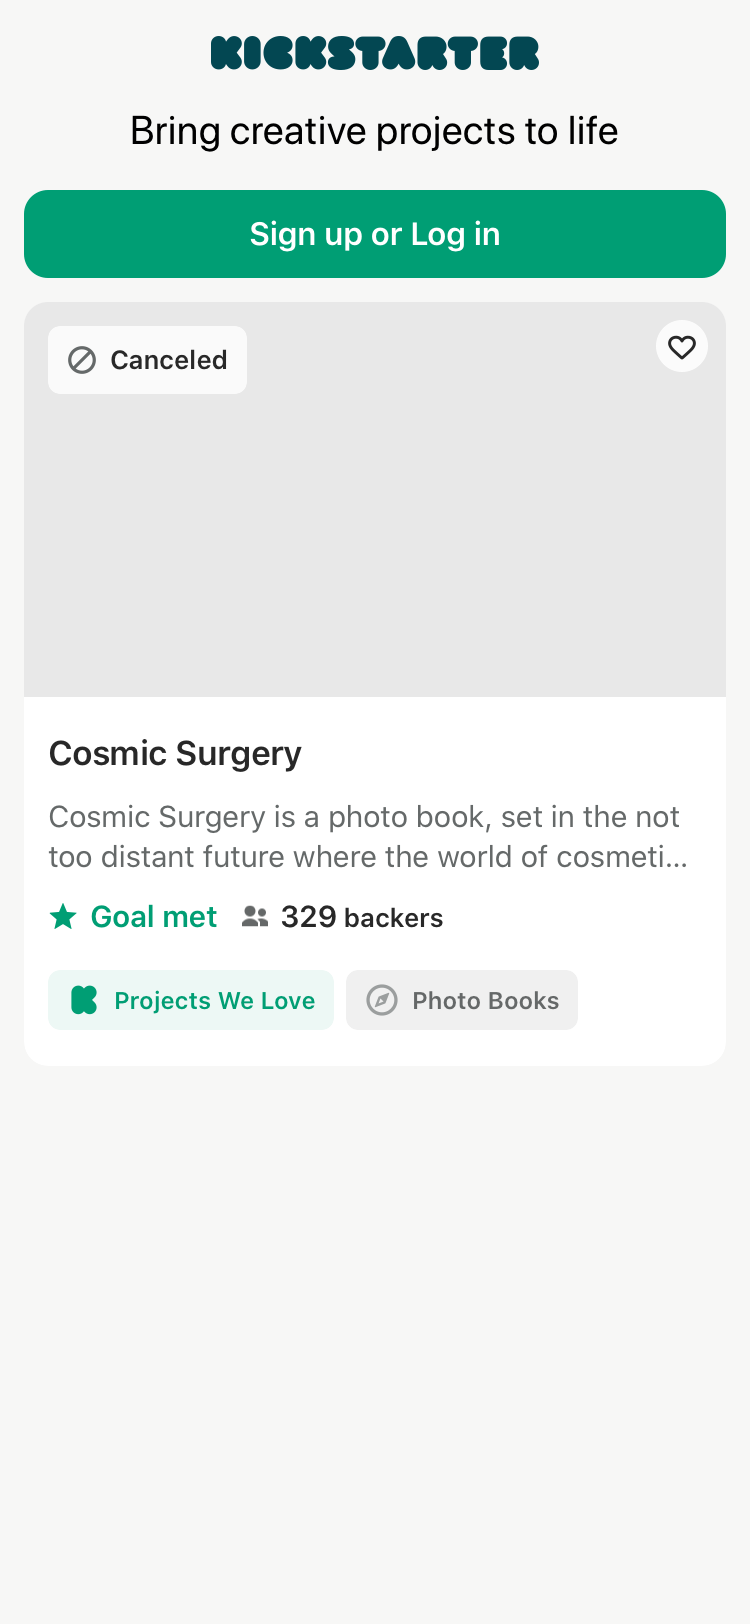 KICKSTARTER
Bring creative projects to life
Sign up or Log in
Canceled
Cosmic Surgery
Cosmic Surgery is a photo book, set in the not
too distant future where the world of cosmeti...
Goal met 329 backers
Projects We Love Photo Books